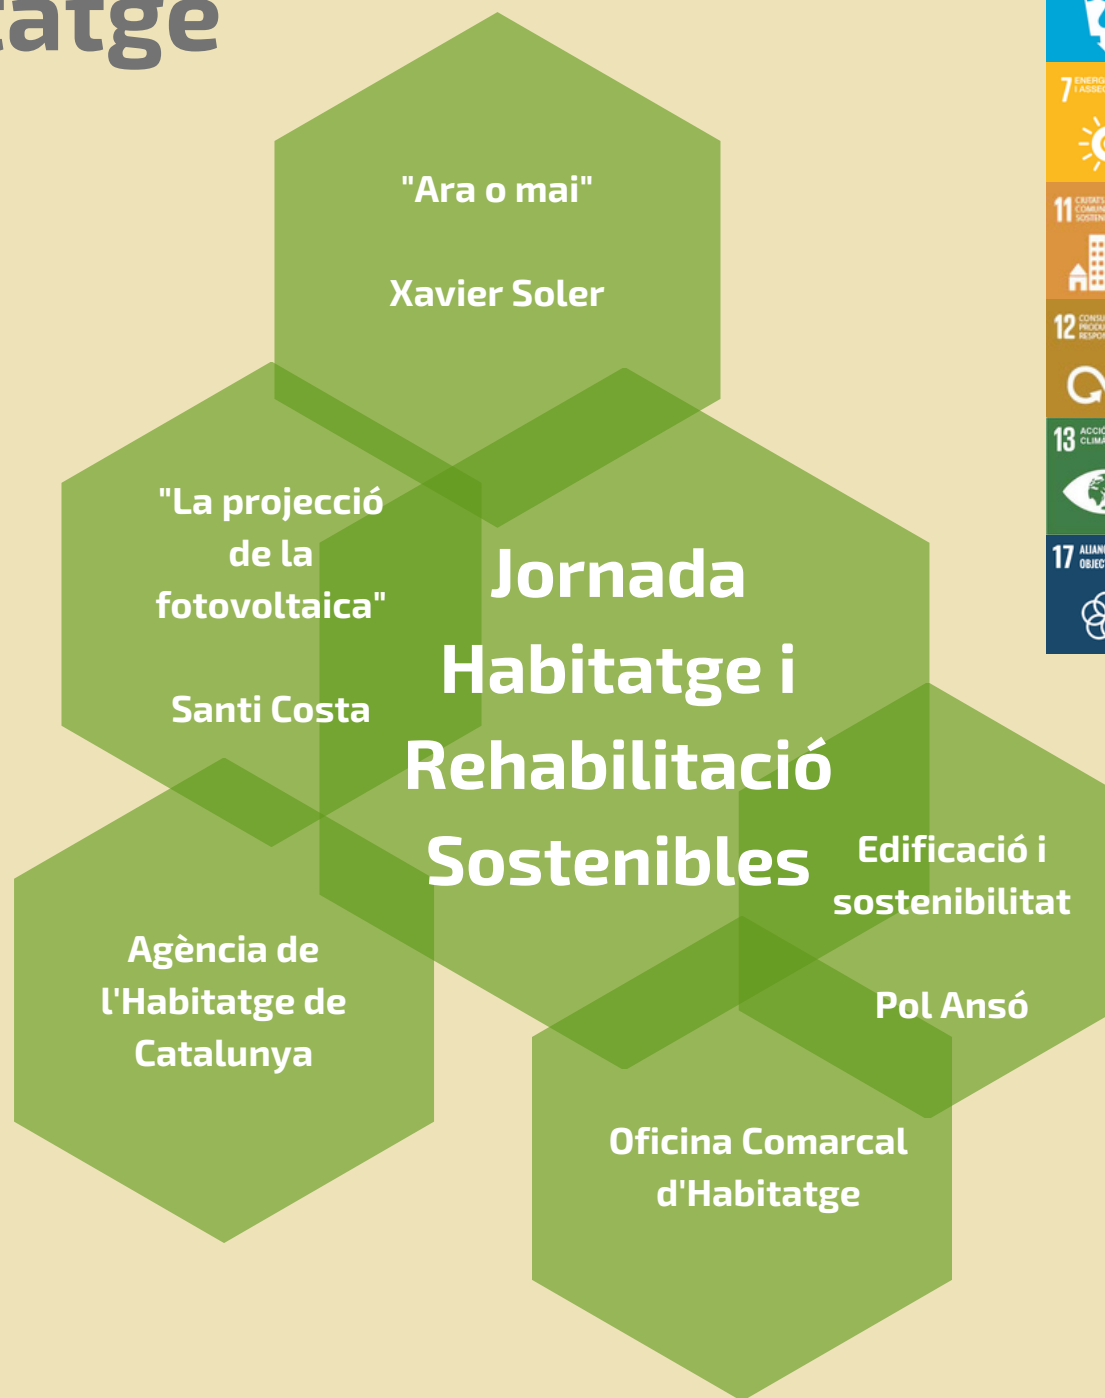 "Ara o mai"
Xavier Soler
"La projecció
de la
fotovoltaica"
Santi Costa
Jornada
Habitatge i
Rehabilitació
Sostenibles
Edificació i
sostenibilitat
Pol Ansó
Agència de
l'Habitatge de
Catalunya
Oficina Comarcal
d'Habitatge
7
11
12
13
17